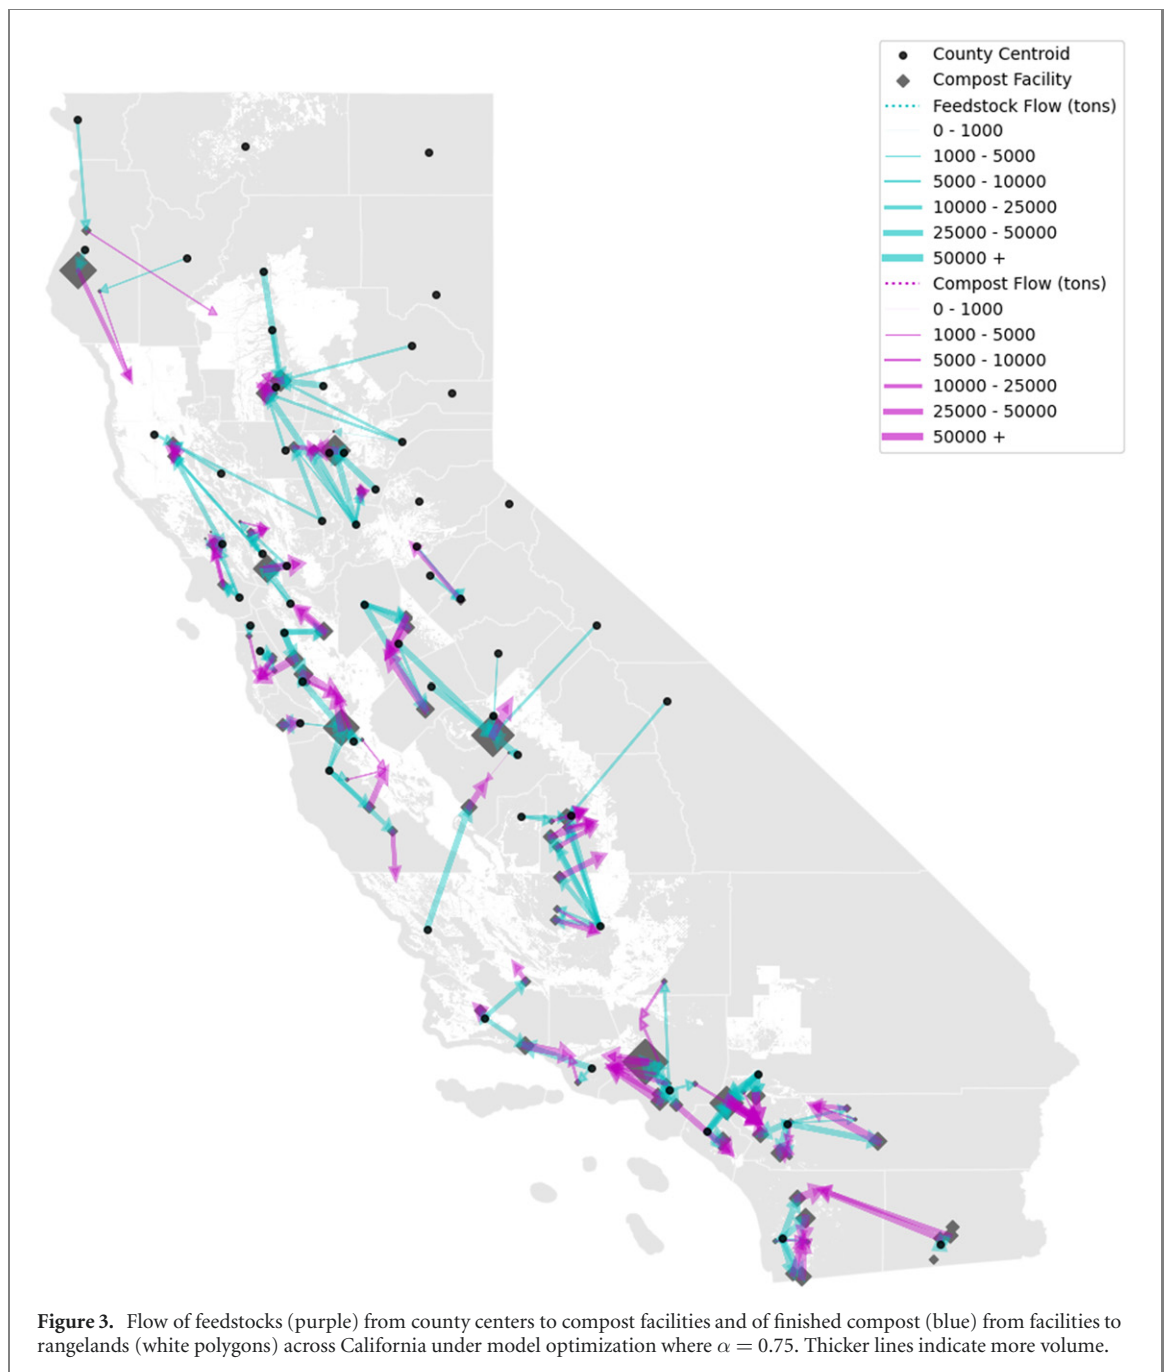 County Centroid
Compost Facility
Feedstock Flow (tons)
0 - 1000
1000 - 5000
5000 - 10000
10000 - 25000
25000 - 50000
50000 +
Compost Flow (tons)
0 - 1000
1000 - 5000
5000 - 10000
10000 - 25000
25000 - 50000
50000 +
Figure 3. Flow of feedstocks (purple) from county centers to compost facilities and of finished compost (blue) from facilities to
rangelands (white polygons) across California under model optimization where α = 0.75. Thicker lines indicate more volume.